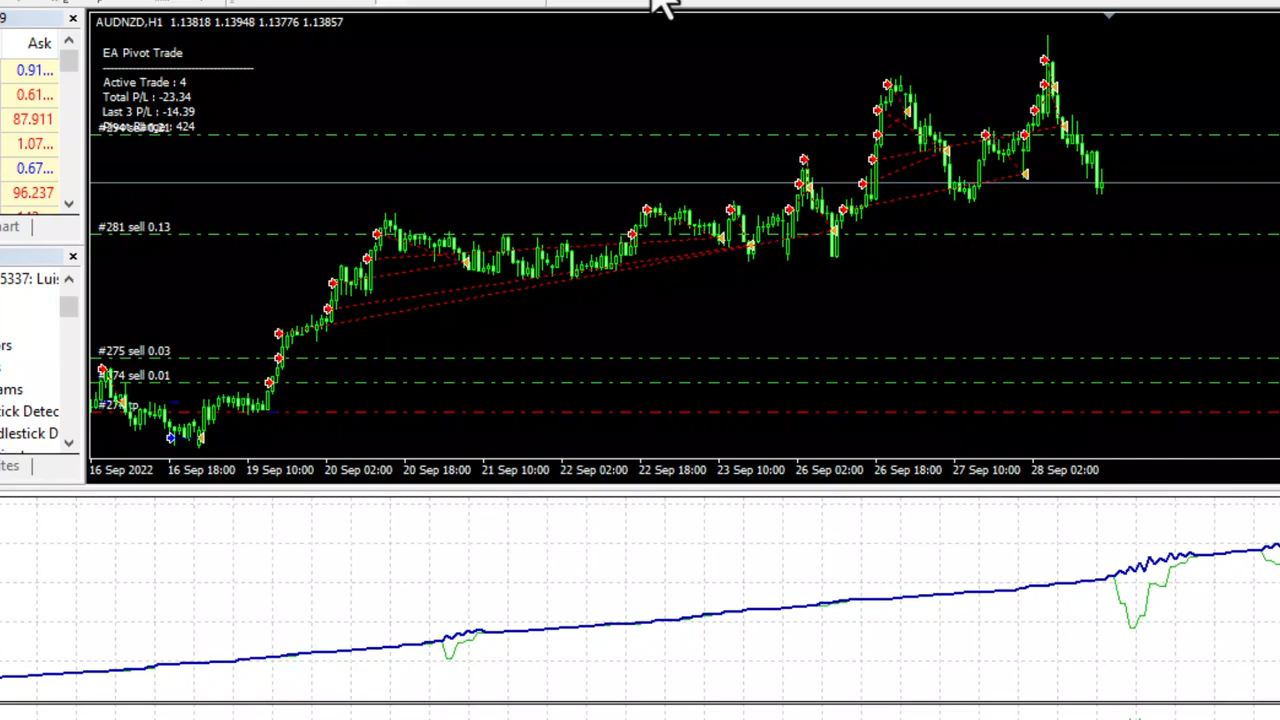 9
AUDNZD,H1 1.13818 1.13948 1.13776 1.13857
Ask
0.91...
0.61...
87.911
1.07...
0.67...
96.237
art
EA Pivot Trade
Active Trade : 4
Total P/L : -23.34
Last 3 P/L : -14.39
424
#281 sell 0.13
#275 sell 0.03
#274 sell 0.01
5337: Luis
rs
ams
tick Detec
dlestick D
ites
16 Sep 2022 16 Sep 18:00 19 Sep 10:00 20 Sep 02:00 20 Sep 18:00 21 Sep 10:00 22 Sep 02:00 22 Sep 18:00 23 Sep 10:00 26 Sep 02:00 26 Sep 18:00 27 Sep 10:00 28 Sep 02:00